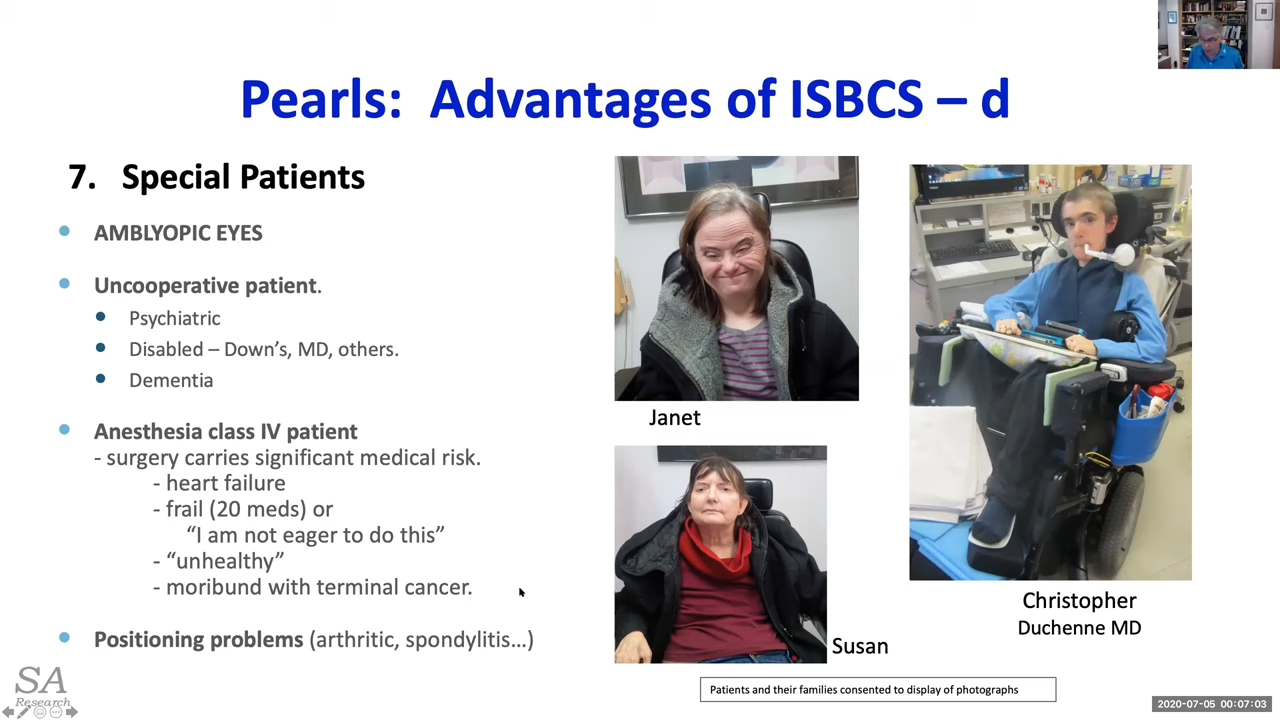 Pearls:  Advantages of ISBCS – d
7.   Special Patients
AMBLYOPIC EYES
Uncooperative patient.
Psychiatric
Disabled – Down’s, MD, others.
Dementia
Anesthesia class IV patient
- surgery carries significant medical risk.
- heart failure
- frail (20 meds) or
“I am not eager to do this”
- “unhealthy”
- moribund with terminal cancer.
Positioning problems (arthritic, spondylitis…)
Janet
Susan
Christopher
Duchenne MD
Patients and their families consented to display of photographs
SA
Research
2020-07-05  00:07:03